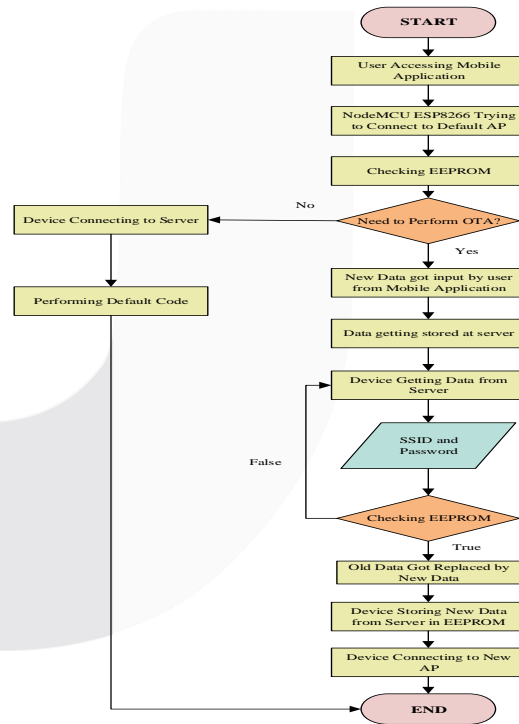 START
User Accessing Mobile
Application
NodeMCU ESP8266 Trying
to Connect to Default AP
Checking EEPROM
No
Need to Perform OTA?
Device Connecting to Server
Yes
New Data got input by user
from Mobile Application
Performing Default Code
Data getting stored at server
Device Getting Data from
Server
SSID and
Password
False
Checking EEPROM
True
Old Data Got Replaced by
New Data
Device Storing New Data
from Server in EEPROM
Device Connecting to New
AP
END